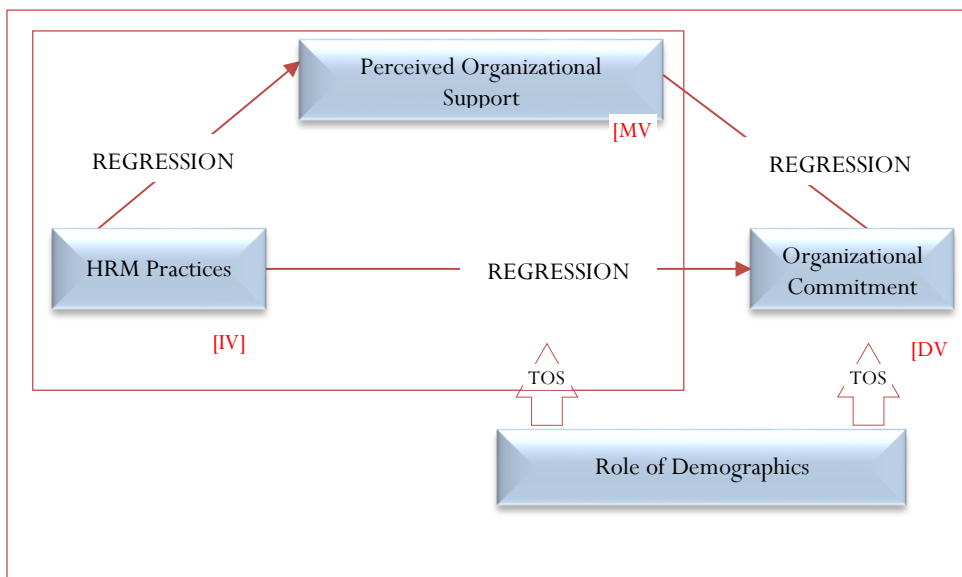 Perceived Organizational
Support
[MV
REGRESSION
REGRESSION
HRM Practices
REGRESSION
Organizational
Commitment
[IV]
[DV
TOS
TOS
Role of Demographics